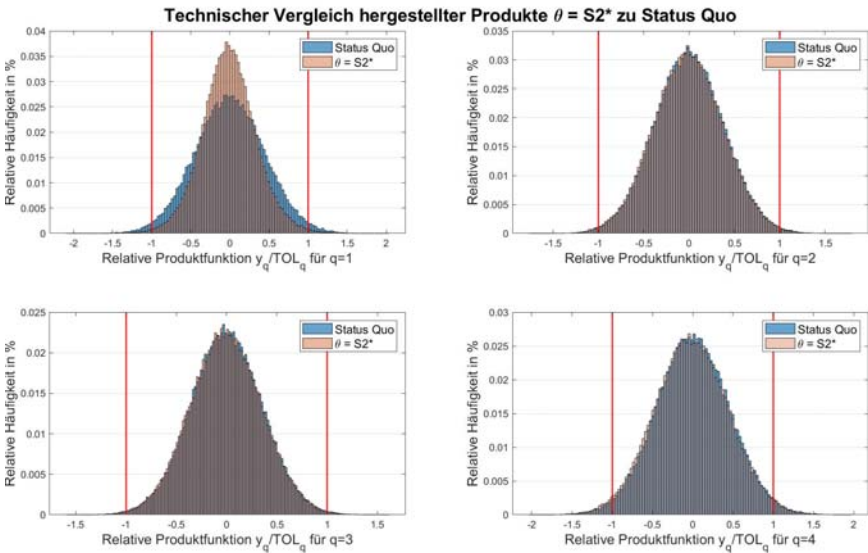 Technischer Vergleich hergestellter Produkte θ = S2* zu Status Quo
Relative Häufigkeit in %
0.04
0.035
0.03
0.025
0.02
0.015
0.01
0.005
0
-2 -1.5 -1 -0.5 0 0.5 1 1.5 2
Relative Produktfunktion y_q/TOL_q für q=1
Status Quo
θ = S2*
Relative Häufigkeit in %
0.035
0.03
0.025
0.02
0.015
0.01
0.005
0
-1.5 -1 -0.5 0 0.5 1 1.5
Relative Produktfunktion y_q/TOL_q für q=2
Status Quo
θ = S2*
Relative Häufigkeit in %
0.025
0.02
0.015
0.01
0.005
0
-1.5 -1 -0.5 0 0.5 1 1.5
Relative Produktfunktion y_q/TOL_q für q=3
Status Quo
θ = S2*
Relative Häufigkeit in %
0.03
0.025
0.02
0.015
0.01
0.005
0
-2 -1.5 -1 -0.5 0 0.5 1 1.5 2
Relative Produktfunktion y_q/TOL_q für q=4
Status Quo
θ = S2*